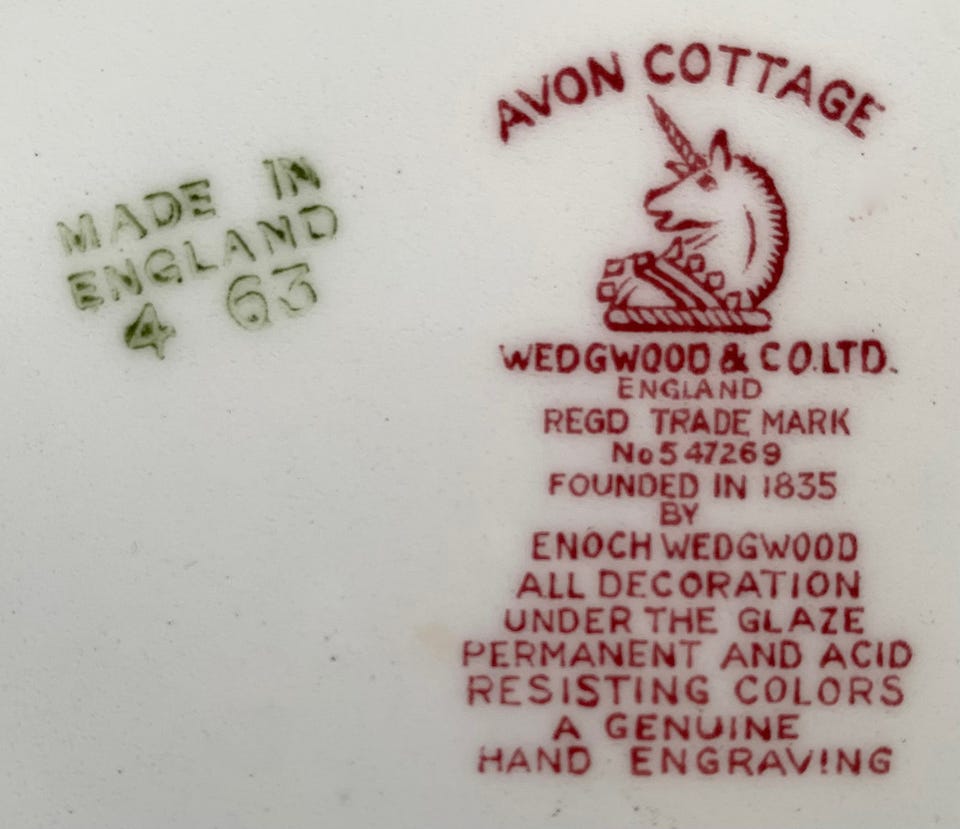 MADE IN
ENGLAND
4 63
AVON COTTAGE
WEDGWOOD & CO. LTD.
ENGLAND
REGD TRADE MARK
No 547269
FOUNDED IN 1835
BY
ENOCH WEDGWOOD
ALL DECORATION
UNDER THE GLAZE
PERMANENT AND ACID
RESISTING COLORS
A GENUINE
HAND ENGRAVING